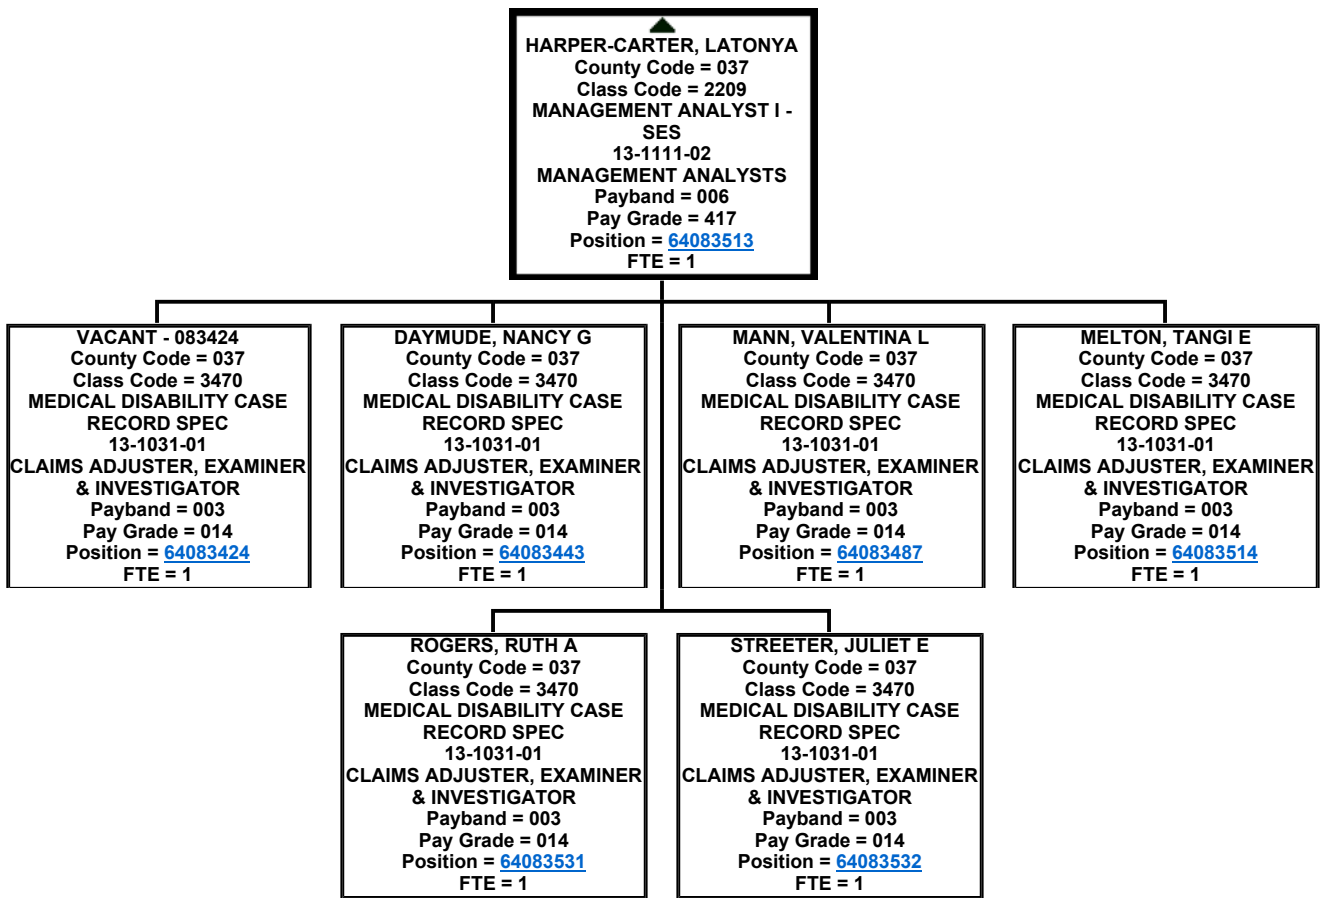 HARPER-CARTER, LATONYA
County Code = 037
Class Code = 2209
MANAGEMENT ANALYST I -
SES
13-1111-02
MANAGEMENT ANALYSTS
Payband = 006
Pay Grade = 417
Position = 64083513
FTE = 1
VACANT - 083424
County Code = 037
Class Code = 3470
MEDICAL DISABILITY CASE
RECORD SPEC
13-1031-01
CLAIMS ADJUSTER, EXAMINER
& INVESTIGATOR
Payband = 003
Pay Grade = 014
Position = 64083424
FTE = 1
DAYMUDE, NANCY G
County Code = 037
Class Code = 3470
MEDICAL DISABILITY CASE
RECORD SPEC
13-1031-01
CLAIMS ADJUSTER, EXAMINER
& INVESTIGATOR
Payband = 003
Pay Grade = 014
Position = 64083443
FTE = 1
MANN, VALENTINA L
County Code = 037
Class Code = 3470
MEDICAL DISABILITY CASE
RECORD SPEC
13-1031-01
CLAIMS ADJUSTER, EXAMINER
& INVESTIGATOR
Payband = 003
Pay Grade = 014
Position = 64083487
FTE = 1
MELTON, TANGI E
County Code = 037
Class Code = 3470
MEDICAL DISABILITY CASE
RECORD SPEC
13-1031-01
CLAIMS ADJUSTER, EXAMINER
& INVESTIGATOR
Payband = 003
Pay Grade = 014
Position = 64083514
FTE = 1
ROGERS, RUTH A
County Code = 037
Class Code = 3470
MEDICAL DISABILITY CASE
RECORD SPEC
13-1031-01
CLAIMS ADJUSTER, EXAMINER
& INVESTIGATOR
Payband = 003
Pay Grade = 014
Position = 64083531
FTE = 1
STREETER, JULIET E
County Code = 037
Class Code = 3470
MEDICAL DISABILITY CASE
RECORD SPEC
13-1031-01
CLAIMS ADJUSTER, EXAMINER
& INVESTIGATOR
Payband = 003
Pay Grade = 014
Position = 64083532
FTE = 1